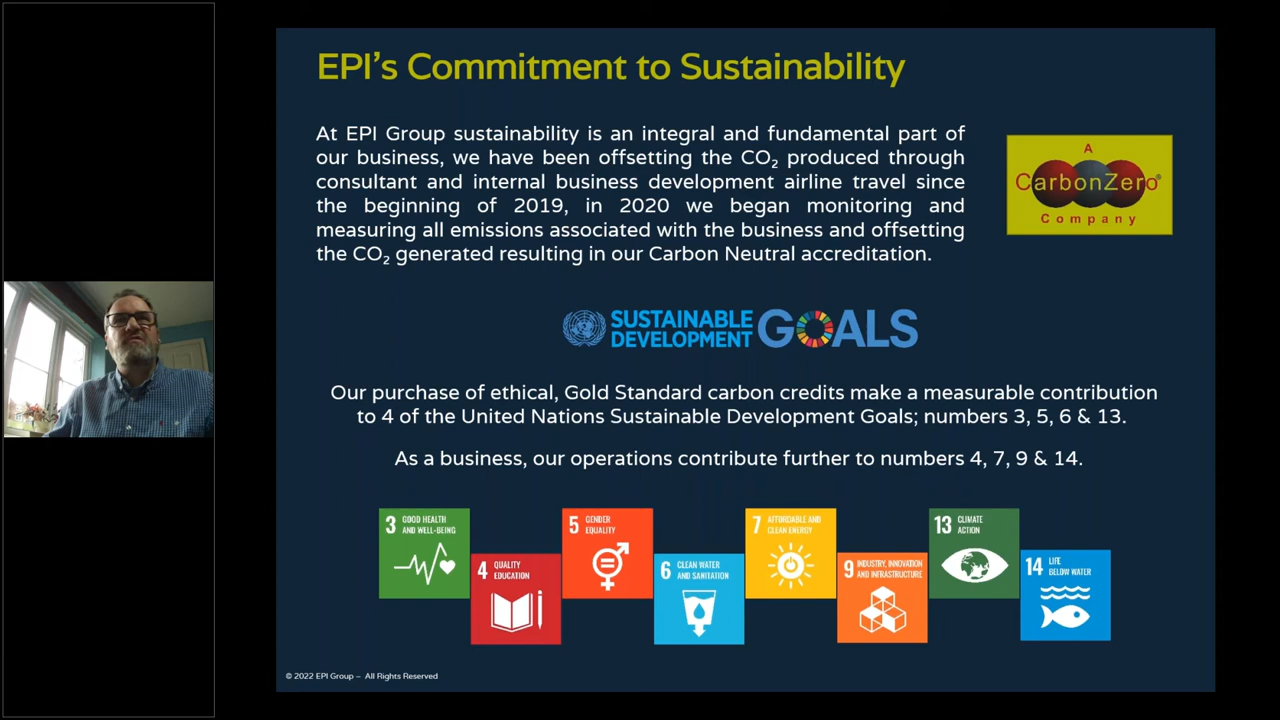 EPI's Commitment to Sustainability
At EPI Group sustainability is an integral and fundamental part of
our business, we have been offsetting the CO₂ produced through
consultant and internal business development airline travel since
the beginning of 2019, in 2020 we began monitoring and
measuring all emissions associated with the business and offsetting
the CO₂ generated resulting in our Carbon Neutral accreditation.
A
CarbonZero®
Company
SUSTAINABLE
DEVELOPMENT
GOALS
Our purchase of ethical, Gold Standard carbon credits make a measurable contribution
to 4 of the United Nations Sustainable Development Goals; numbers 3, 5, 6 & 13.
As a business, our operations contribute further to numbers 4, 7, 9 & 14.
3 GOOD HEALTH
AND WELL-BEING
4 QUALITY
EDUCATION
5 GENDER
EQUALITY
6 CLEAN WATER
AND SANITATION
7 AFFORDABLE AND
CLEAN ENERGY
9 INDUSTRY, INNOVATION
AND INFRASTRUCTURE
13 CLIMATE
ACTION
14 LIFE
BELOW WATER
© 2022 EPI Group – All Rights Reserved